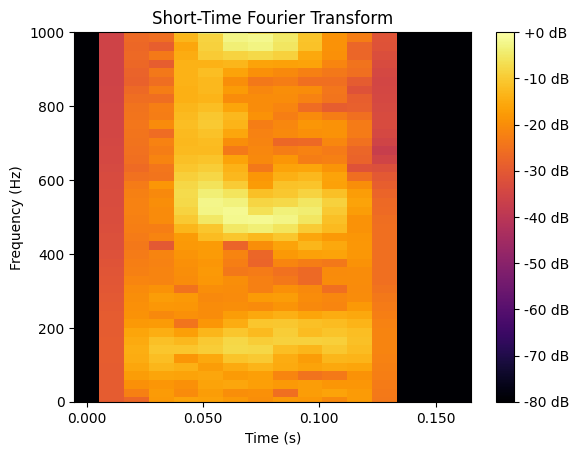 Short-Time Fourier Transform
1000
800
600
400
200
0
Frequency (Hz)
0.000
0.050
0.100
0.150
Time (s)
+0 dB
-10 dB
-20 dB
-30 dB
-40 dB
-50 dB
-60 dB
-70 dB
-80 dB